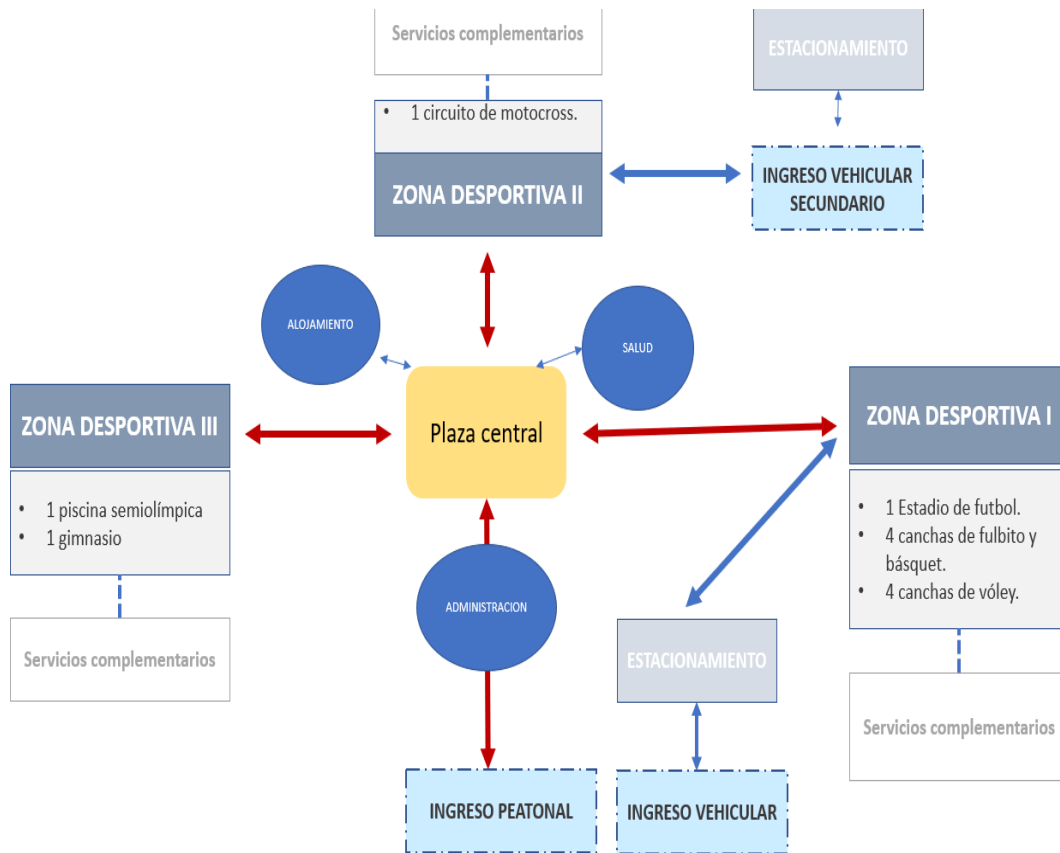 Servicios complementarios
ESTACIONAMIENTO
• 1 circuito de motocross.
ZONA DESPORTIVA II
INGRESO VEHICULAR
SECUNDARIO
ALOJAMIENTO
SALUD
ZONA DESPORTIVA III
Plaza central
ZONA DESPORTIVA I
• 1 piscina semiolímpica
• 1 gimnasio
• 1 Estadio de futbol.
• 4 canchas de fulbito y
básquet.
• 4 canchas de vóley.
ADMINISTRACION
Servicios complementarios
ESTACIONAMIENTO
Servicios complementarios
INGRESO PEATONAL
INGRESO VEHICULAR